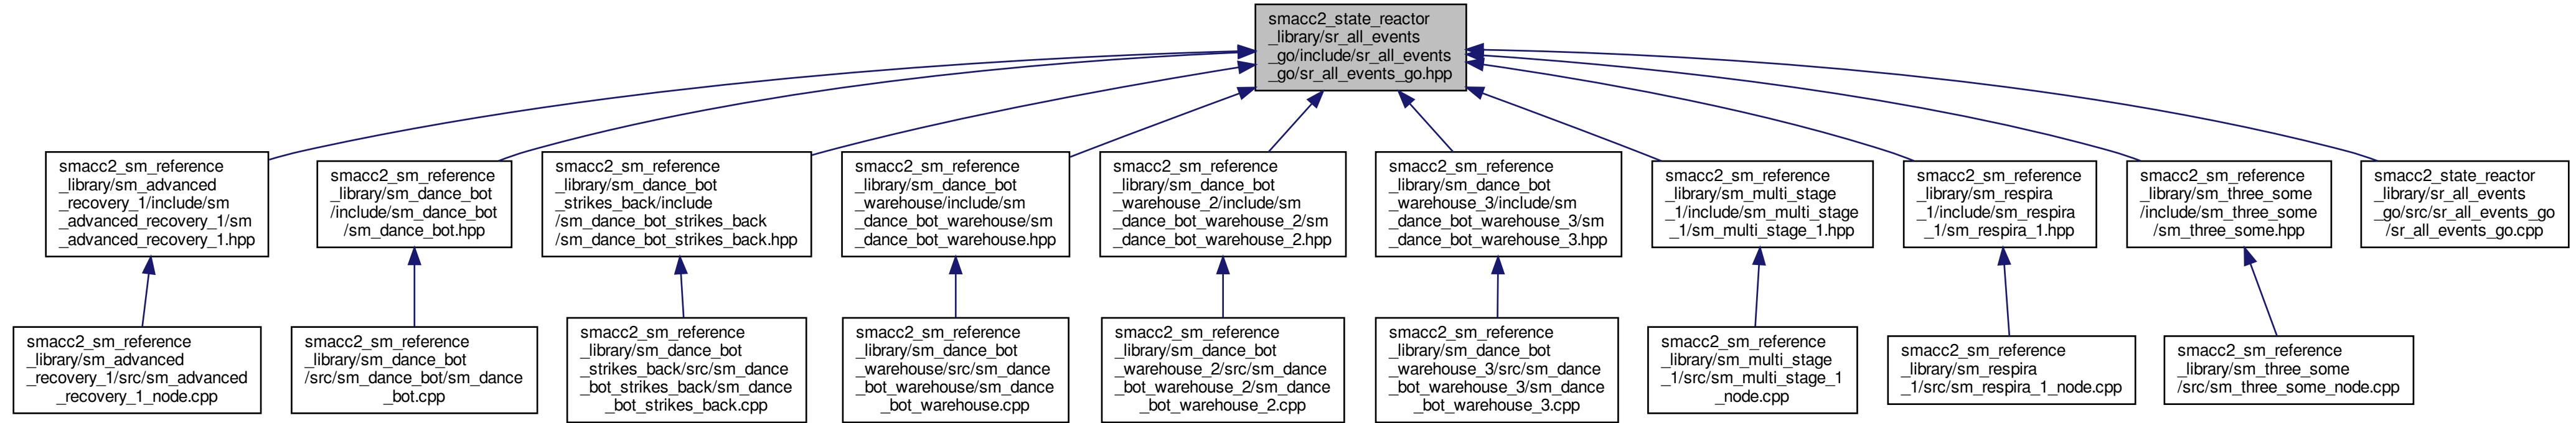 smacc2_state_reactor
_library/sr_all_events
_go/include/sr_all_events
_go/sr_all_events_go.hpp
smacc2_sm_reference
_library/sm_advanced
_recovery_1/include/sm
_advanced_recovery_1/sm
_advanced_recovery_1.hpp
smacc2_sm_reference
_library/sm_dance_bot
/include/sm_dance_bot
/sm_dance_bot.hpp
smacc2_sm_reference
_library/sm_dance_bot
_strikes_back/include
/sm_dance_bot_strikes_back
/sm_dance_bot_strikes_back.hpp
smacc2_sm_reference
_library/sm_dance_bot
_warehouse/include/sm
_dance_bot_warehouse/sm
_dance_bot_warehouse.hpp
smacc2_sm_reference
_library/sm_dance_bot
_warehouse_2/include/sm
_dance_bot_warehouse_2/sm
_dance_bot_warehouse_2.hpp
smacc2_sm_reference
_library/sm_dance_bot
_warehouse_3/include/sm
_dance_bot_warehouse_3/sm
_dance_bot_warehouse_3.hpp
smacc2_sm_reference
_library/sm_multi_stage
_1/include/sm_multi_stage
_1/sm_multi_stage_1.hpp
smacc2_sm_reference
_library/sm_respira
_1/include/sm_respira
_1/sm_respira_1.hpp
smacc2_sm_reference
_library/sm_three_some
/include/sm_three_some
/sm_three_some.hpp
smacc2_state_reactor
_library/sr_all_events
_go/src/sr_all_events_go
/sr_all_events_go.cpp
smacc2_sm_reference
_library/sm_advanced
_recovery_1/src/sm_advanced
_recovery_1_node.cpp
smacc2_sm_reference
_library/sm_dance_bot
/src/sm_dance_bot/sm_dance
_bot.cpp
smacc2_sm_reference
_library/sm_dance_bot
_strikes_back/src/sm_dance
_bot_strikes_back/sm_dance
_bot_strikes_back.cpp
smacc2_sm_reference
_library/sm_dance_bot
_warehouse/src/sm_dance
_bot_warehouse/sm_dance
_bot_warehouse.cpp
smacc2_sm_reference
_library/sm_dance_bot
_warehouse_2/src/sm_dance
_bot_warehouse_2/sm_dance
_bot_warehouse_2.cpp
smacc2_sm_reference
_library/sm_dance_bot
_warehouse_3/src/sm_dance
_bot_warehouse_3/sm_dance
_bot_warehouse_3.cpp
smacc2_sm_reference
_library/sm_multi_stage
_1/src/sm_multi_stage_1
_node.cpp
smacc2_sm_reference
_library/sm_respira
_1/src/sm_respira_1_node.cpp
smacc2_sm_reference
_library/sm_three_some
/src/sm_three_some_node.cpp